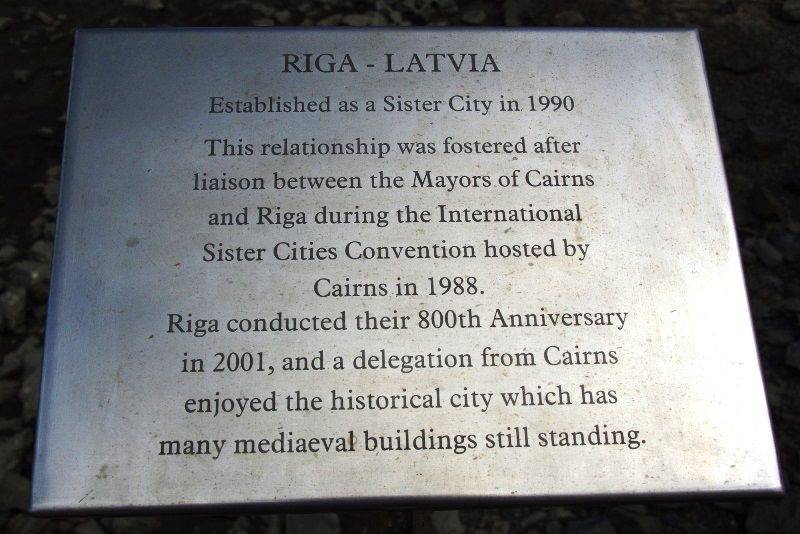 RIGA - LATVIA
Established as a Sister City in 1990
This relationship was fostered after
liaison between the Mayors of Cairns
and Riga during the International
Sister Cities Convention hosted by
Cairns in 1988.
Riga conducted their 800th Anniversary
in 2001, and a delegation from Cairns
enjoyed the historical city which has
many mediaeval buildings still standing.